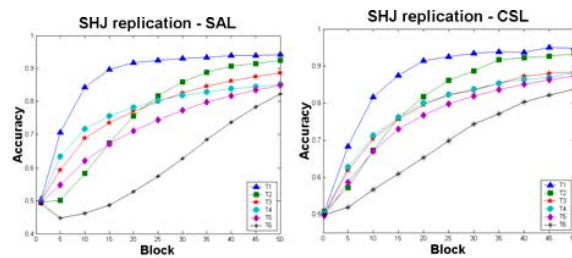 SHJ replication - SAL
Accuracy
1
0.9
0.8
0.7
0.6
0.5
0.4
0 5 10 15 20 25 30 35 40 45 50
Block
T1
T2
T3
T4
T5
T6
SHJ replication - CSL
Accuracy
1
0.9
0.8
0.7
0.6
0.5
0 5 10 15 20 25 30 35 40 45
Block
T1
T2
T3
T4
T5
T6